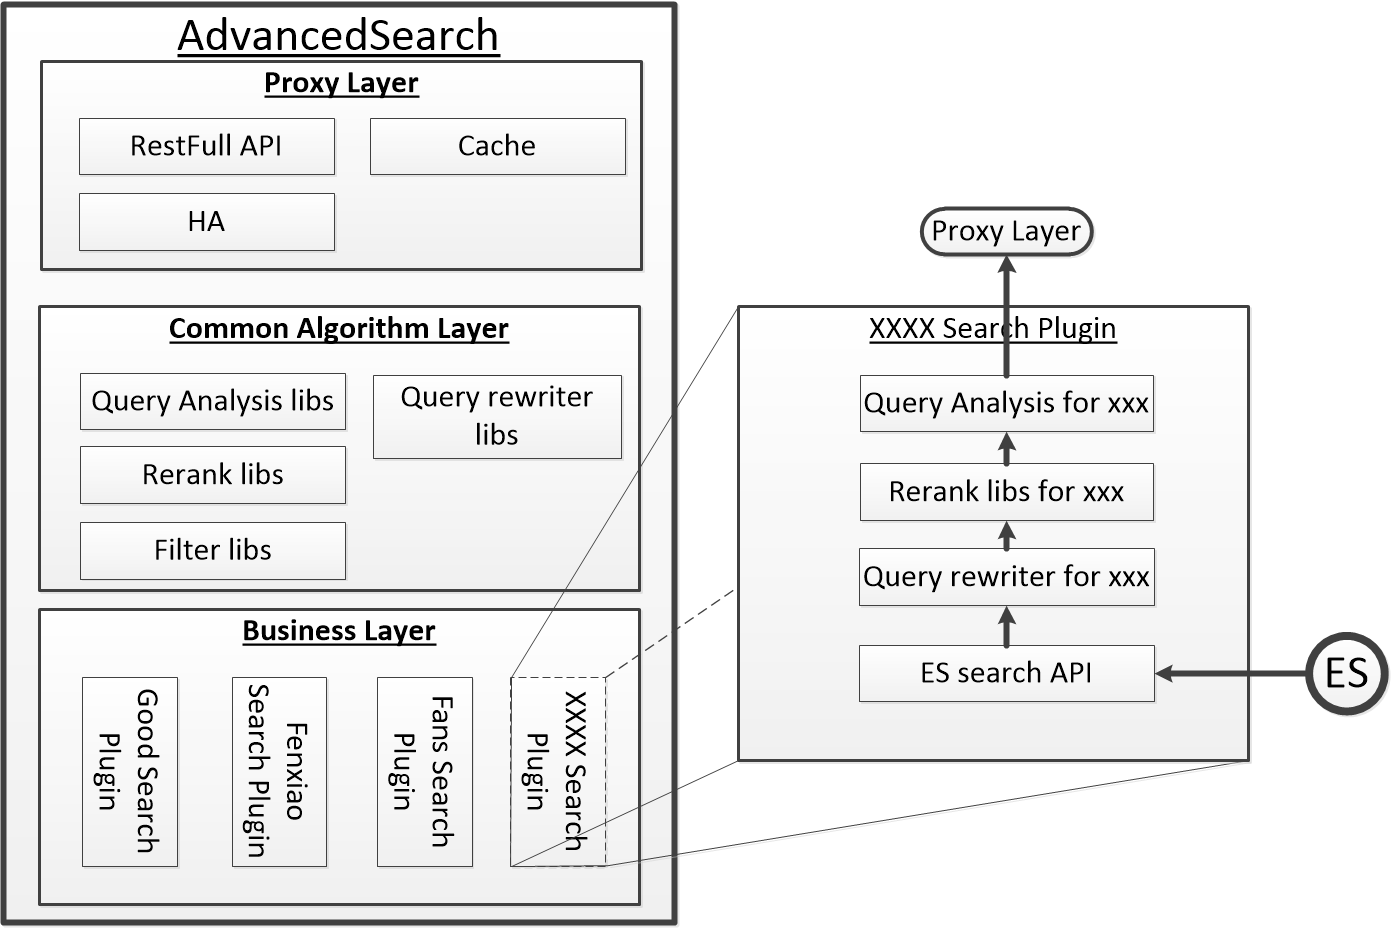 AdvancedSearch
Proxy Layer
RestFull API
Cache
HA
Common Algorithm Layer
Query Analysis libs
Query rewriter
libs
Rerank libs
Filter libs
Business Layer
Good Search
Plugin
Fenxiao
Search Plugin
Fans Search
Plugin
XXXX Search
Plugin
Proxy Layer
XXXX Search Plugin
Query Analysis for xxx
Rerank libs for xxx
Query rewriter for xxx
ES search API
ES